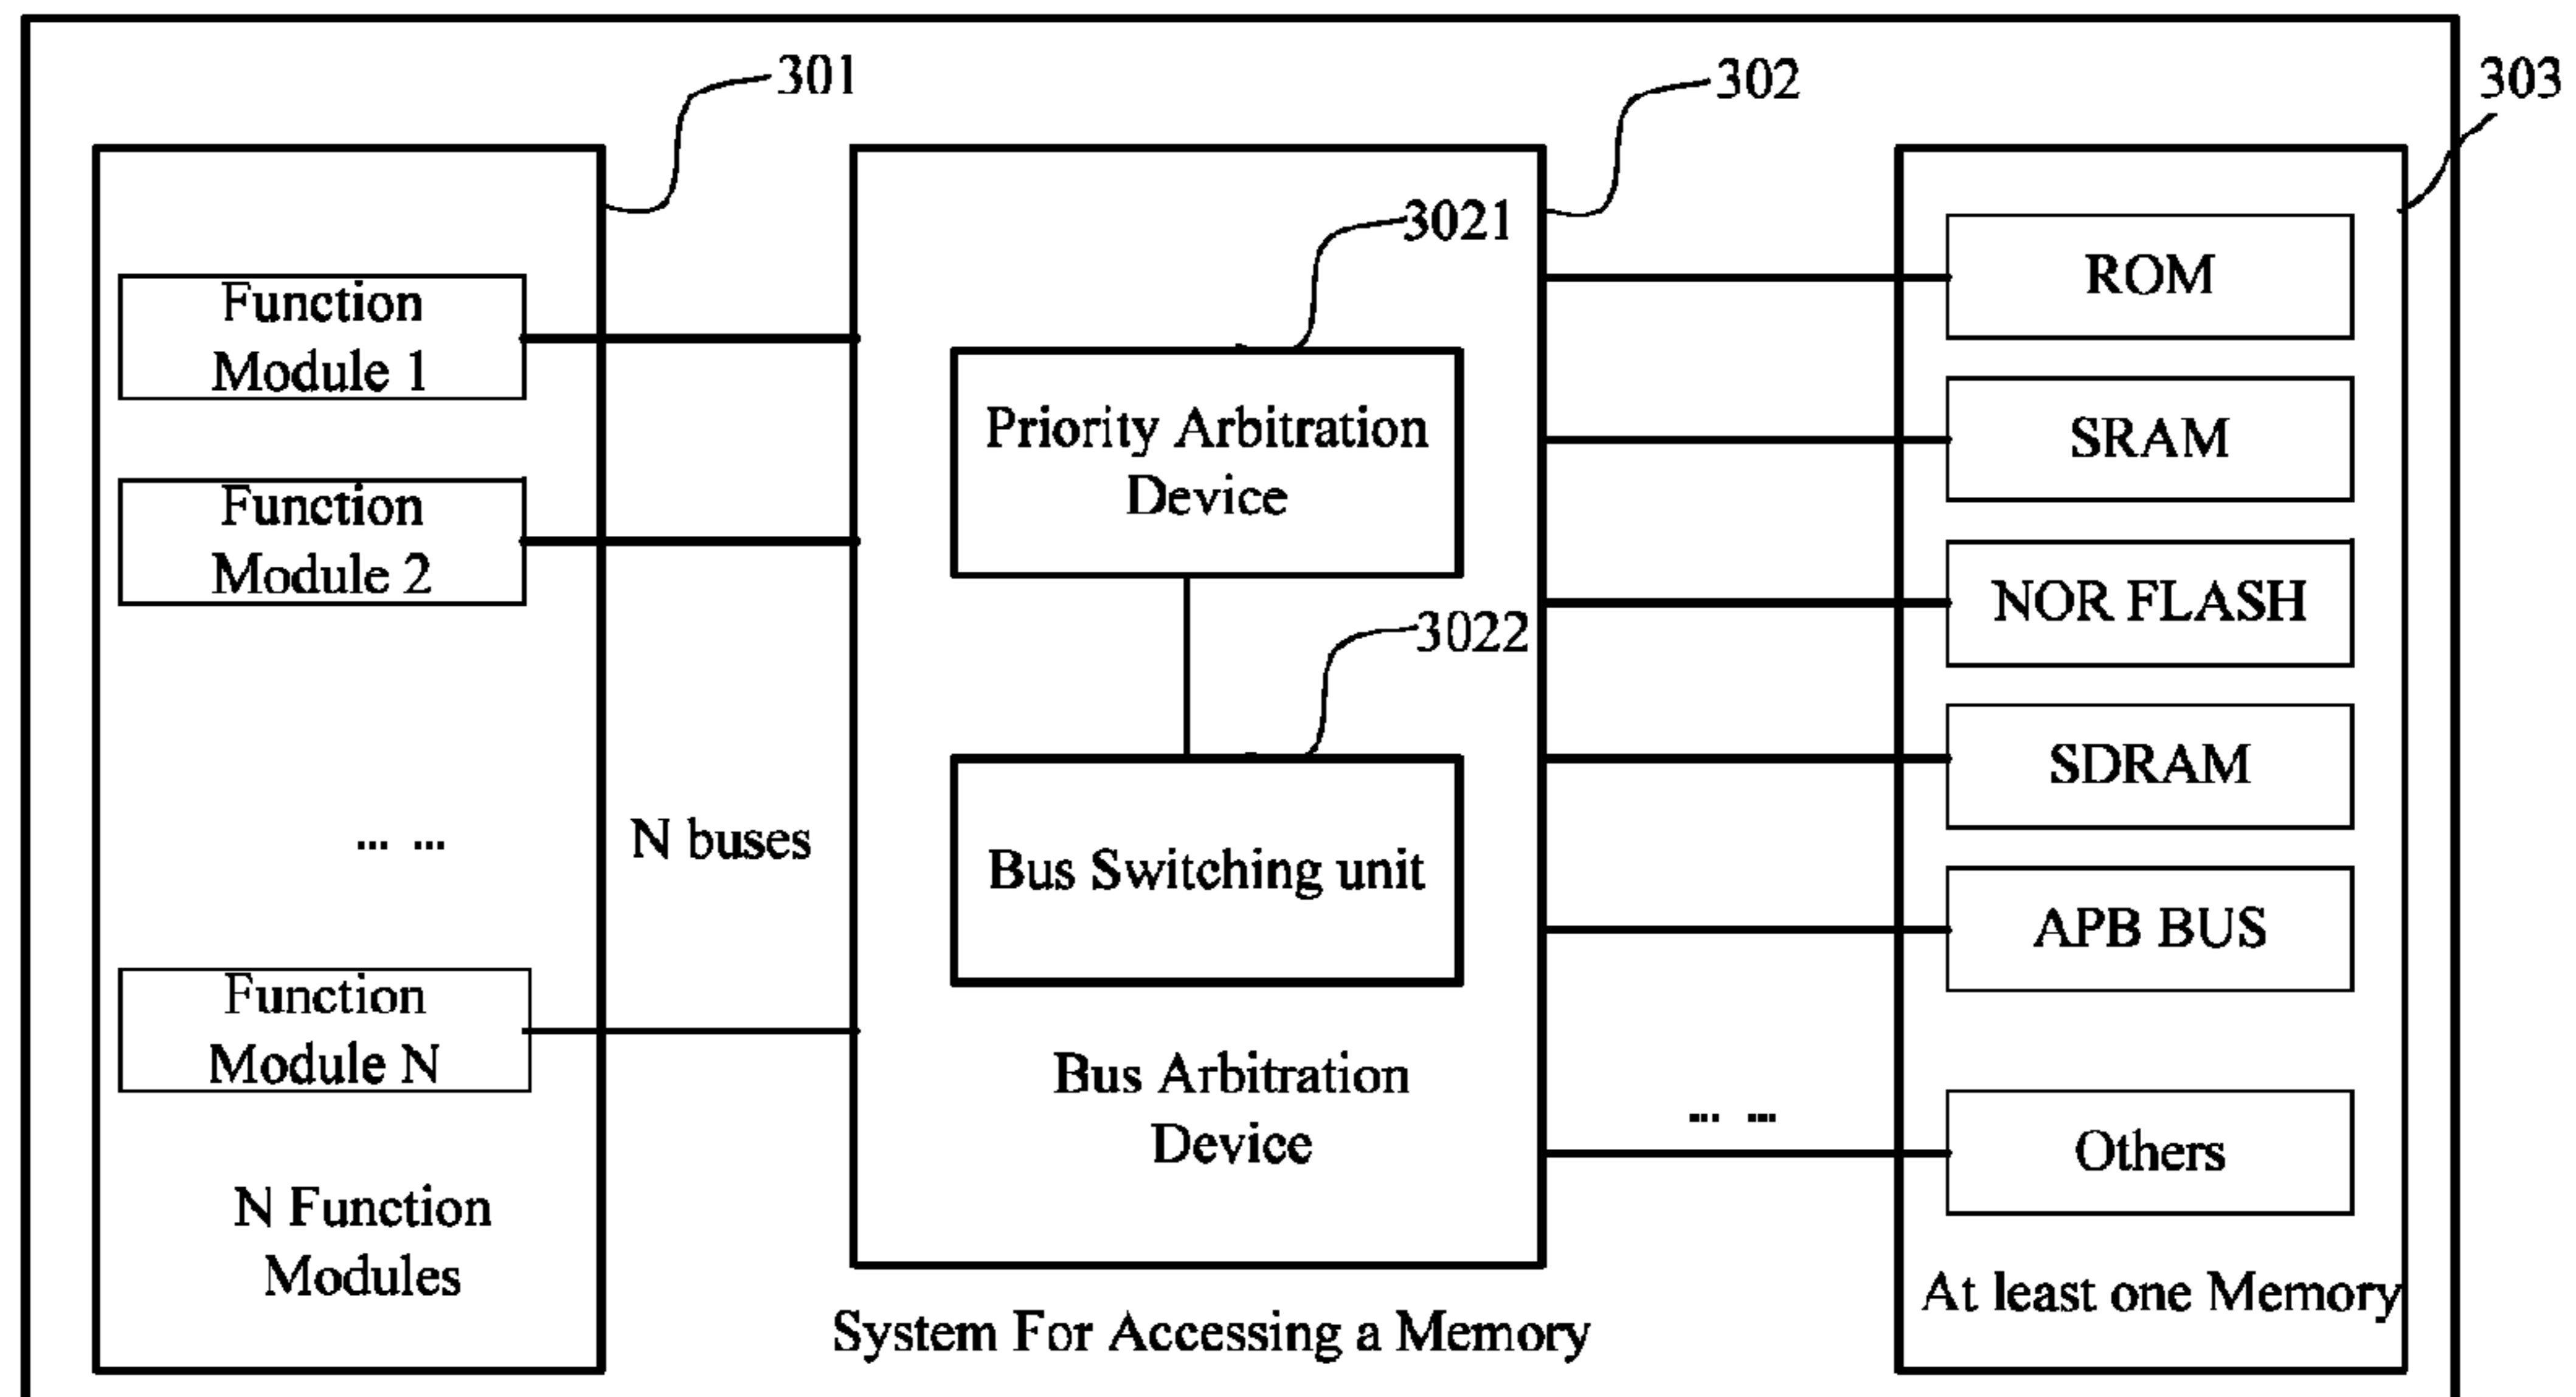 301
302
303
Function
Module 1
Function
Module 2
... ...
Function
Module N
N Function
Modules
N buses
3021
Priority Arbitration
Device
3022
Bus Switching unit
Bus Arbitration
Device
System For Accessing a Memory
ROM
SRAM
NOR FLASH
SDRAM
APB BUS
... ...
Others
At least one Memory